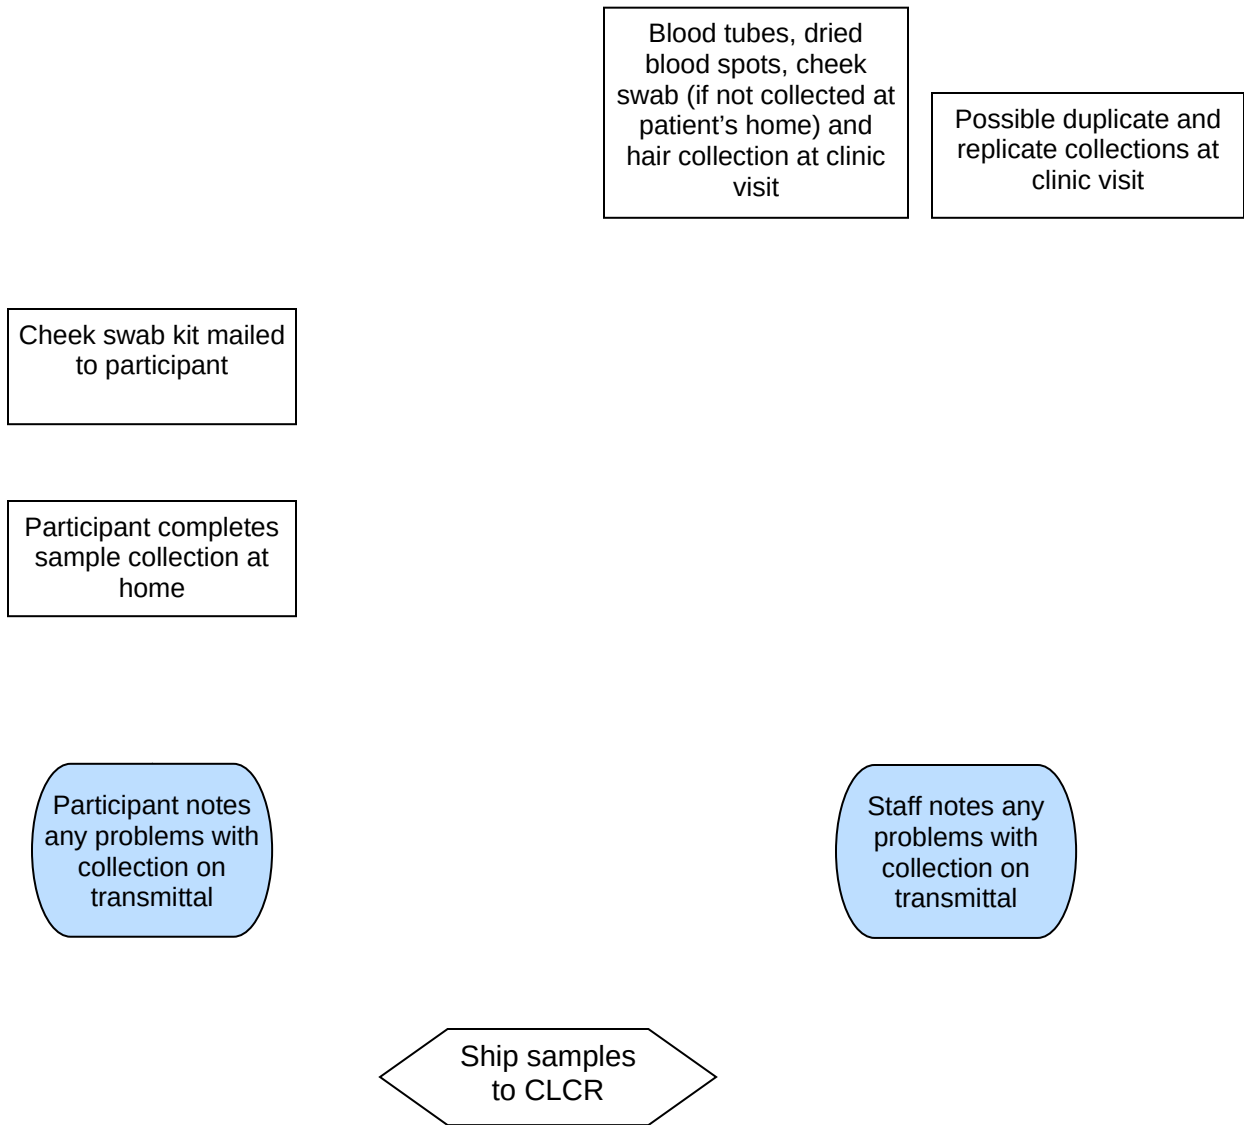 Blood tubes, dried
blood spots, cheek
swab (if not collected at
patient’s home) and
hair collection at clinic
visit
Possible duplicate and
replicate collections at
clinic visit
Cheek swab kit mailed
to participant
Participant completes
sample collection at
home
Participant notes
any problems with
collection on
transmittal
Staff notes any
problems with
collection on
transmittal
Ship samples
to CLCR